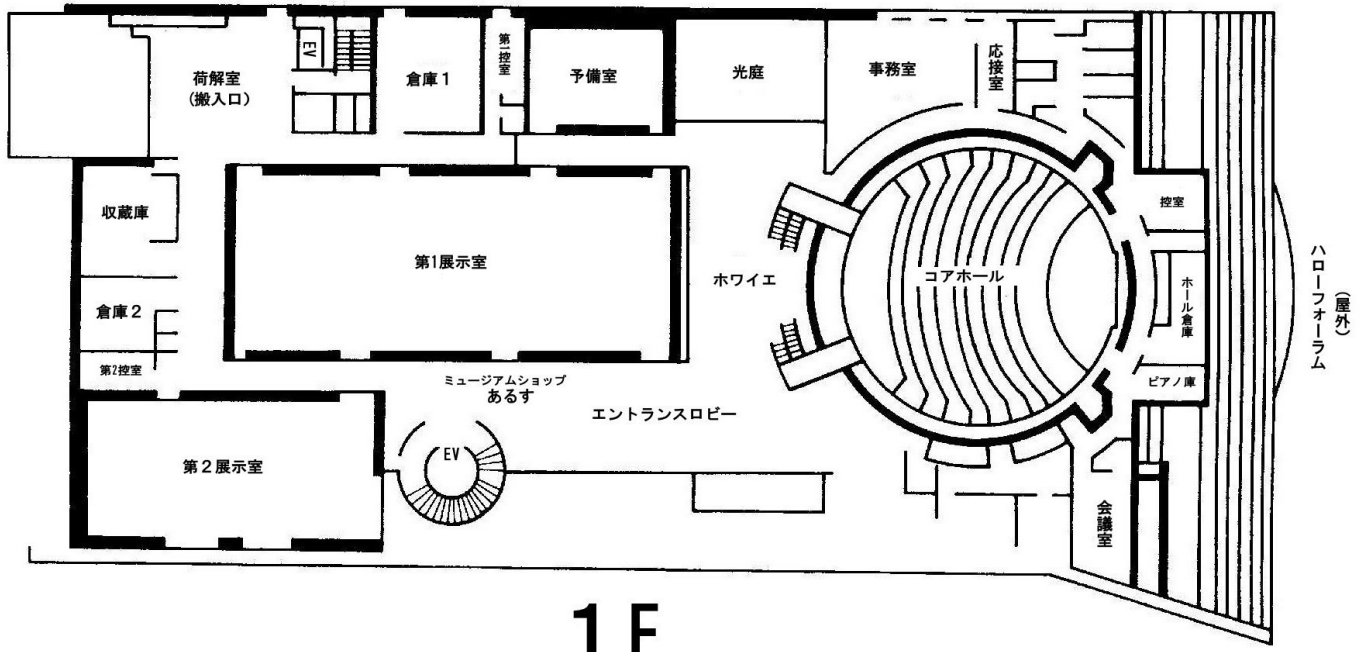 荷解室
(搬入口)
EV
倉庫1
第一控室
予備室
光庭
事務室
応接室
収蔵庫
第1展示室
ホワイエ
コアホール
控室
ホール倉庫
ハローフォーラム
(屋外)
倉庫2
第2控室
ピアノ庫
ミュージアムショップ
あるす
エントランスロビー
第2展示室
EV
会議室
1F